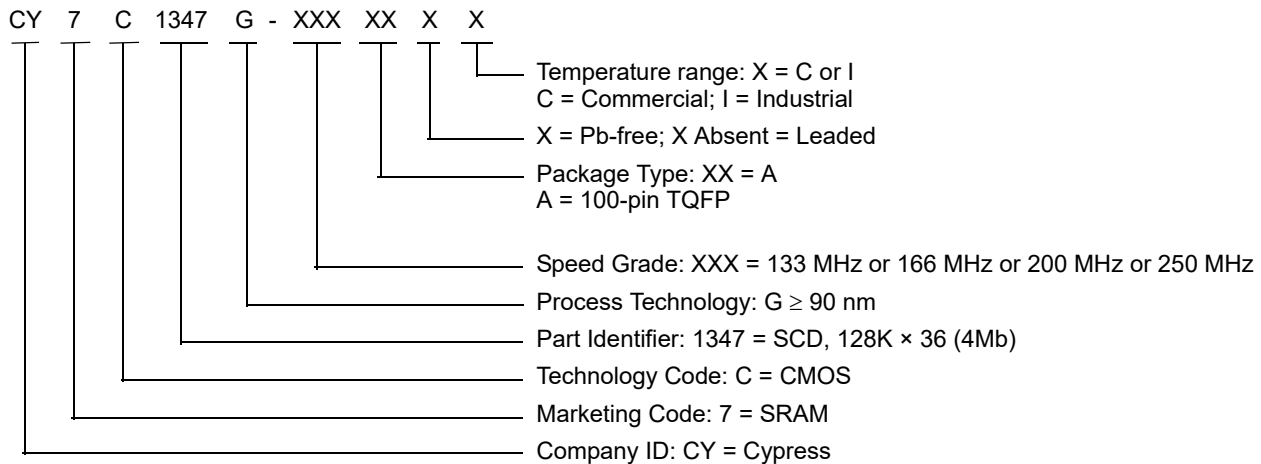 CY 7 C 1347 G - XXX XX X X
Temperature range: X = C or I
C = Commercial; I = Industrial
X = Pb-free; X Absent = Leaded
Package Type: XX = A
A = 100-pin TQFP
Speed Grade: XXX = 133 MHz or 166 MHz or 200 MHz or 250 MHz
Process Technology: G ≥ 90 nm
Part Identifier: 1347 = SCD, 128K × 36 (4Mb)
Technology Code: C = CMOS
Marketing Code: 7 = SRAM
Company ID: CY = Cypress